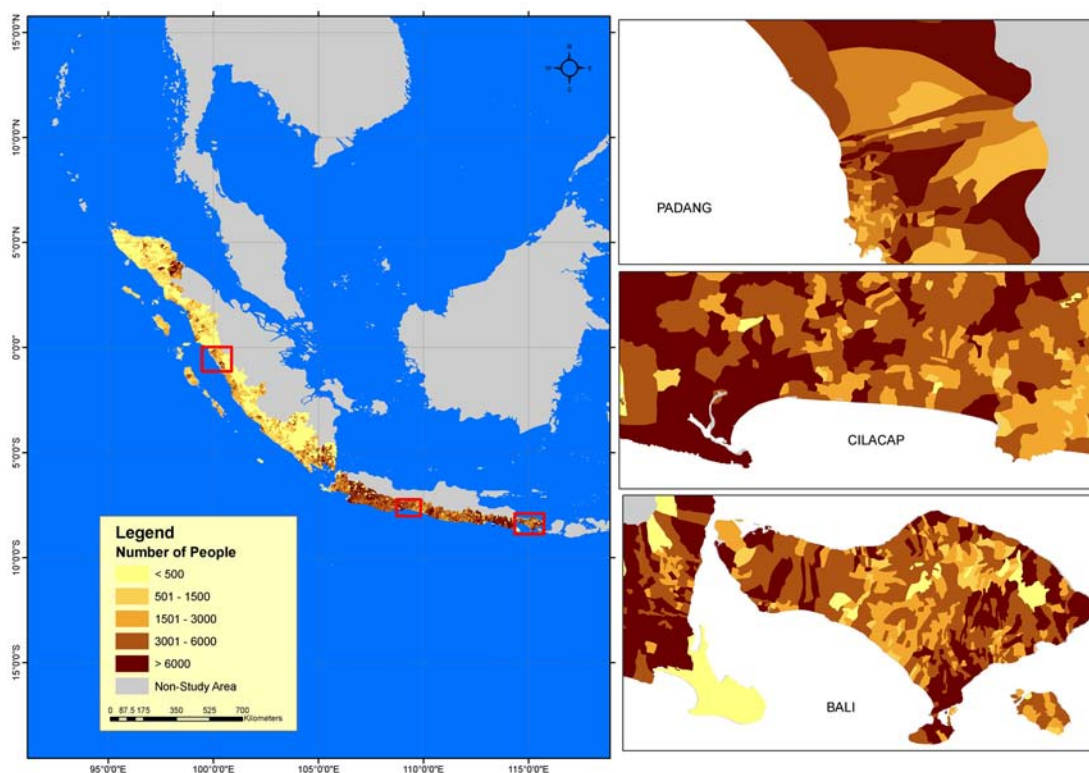 15°0'0"N
10°0'0"N
5°0'0"N
0°0'0"
5°0'0"S
10°0'0"S
15°0'0"S
N
W E
S
Legend
Number of People
< 500
501 - 1500
1501 - 3000
3001 - 6000
> 6000
Non-Study Area
0 87.5 175 350 525 700
Kilometers
95°0'0"E 100°0'0"E 105°0'0"E 110°0'0"E 115°0'0"E
PADANG
CILACAP
BALI